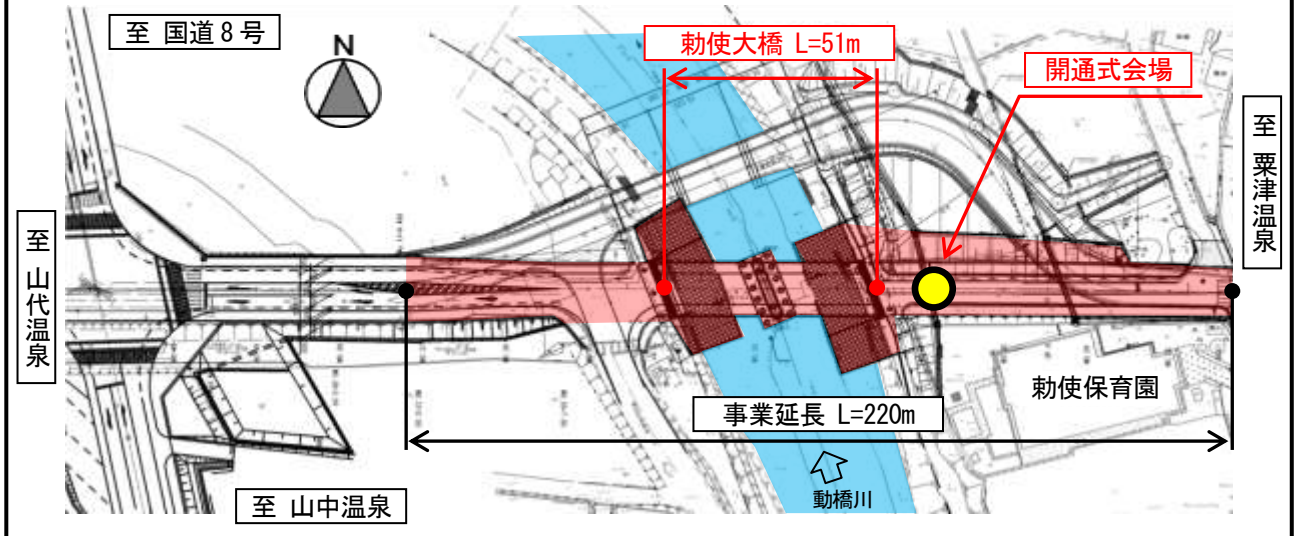 至 国道8号
N
勅使大橋 L=51m
開通式会場
至 粟津温泉
至 山代温泉
勅使保育園
事業延長 L=220m
動橋川
至 山中温泉